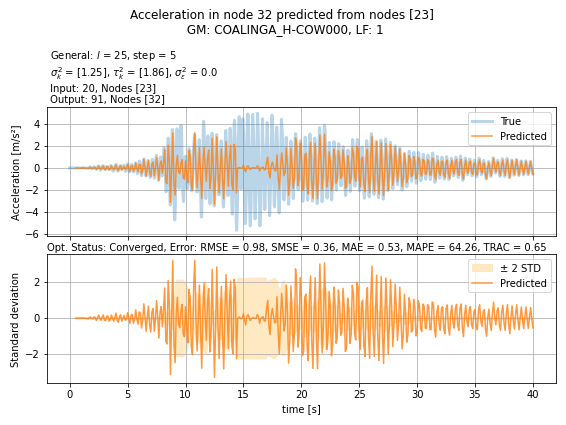 Acceleration in node 32 predicted from nodes [23]
GM: COALINGA_H-COW000, LF: 1
General: l = 25, step = 5
σ²ₖ = [1.25], τ²ₖ = [1.86], σ²ε = 0.0
Input: 20, Nodes [23]
Output: 91, Nodes [32]
Acceleration [m/s²]
4
2
0
−2
−4
−6
True
Predicted
Opt. Status: Converged, Error: RMSE = 0.98, SMSE = 0.36, MAE = 0.53, MAPE = 64.26, TRAC = 0.65
Standard deviation
2
0
−2
± 2 STD
Predicted
0 5 10 15 20 25 30 35 40
time [s]